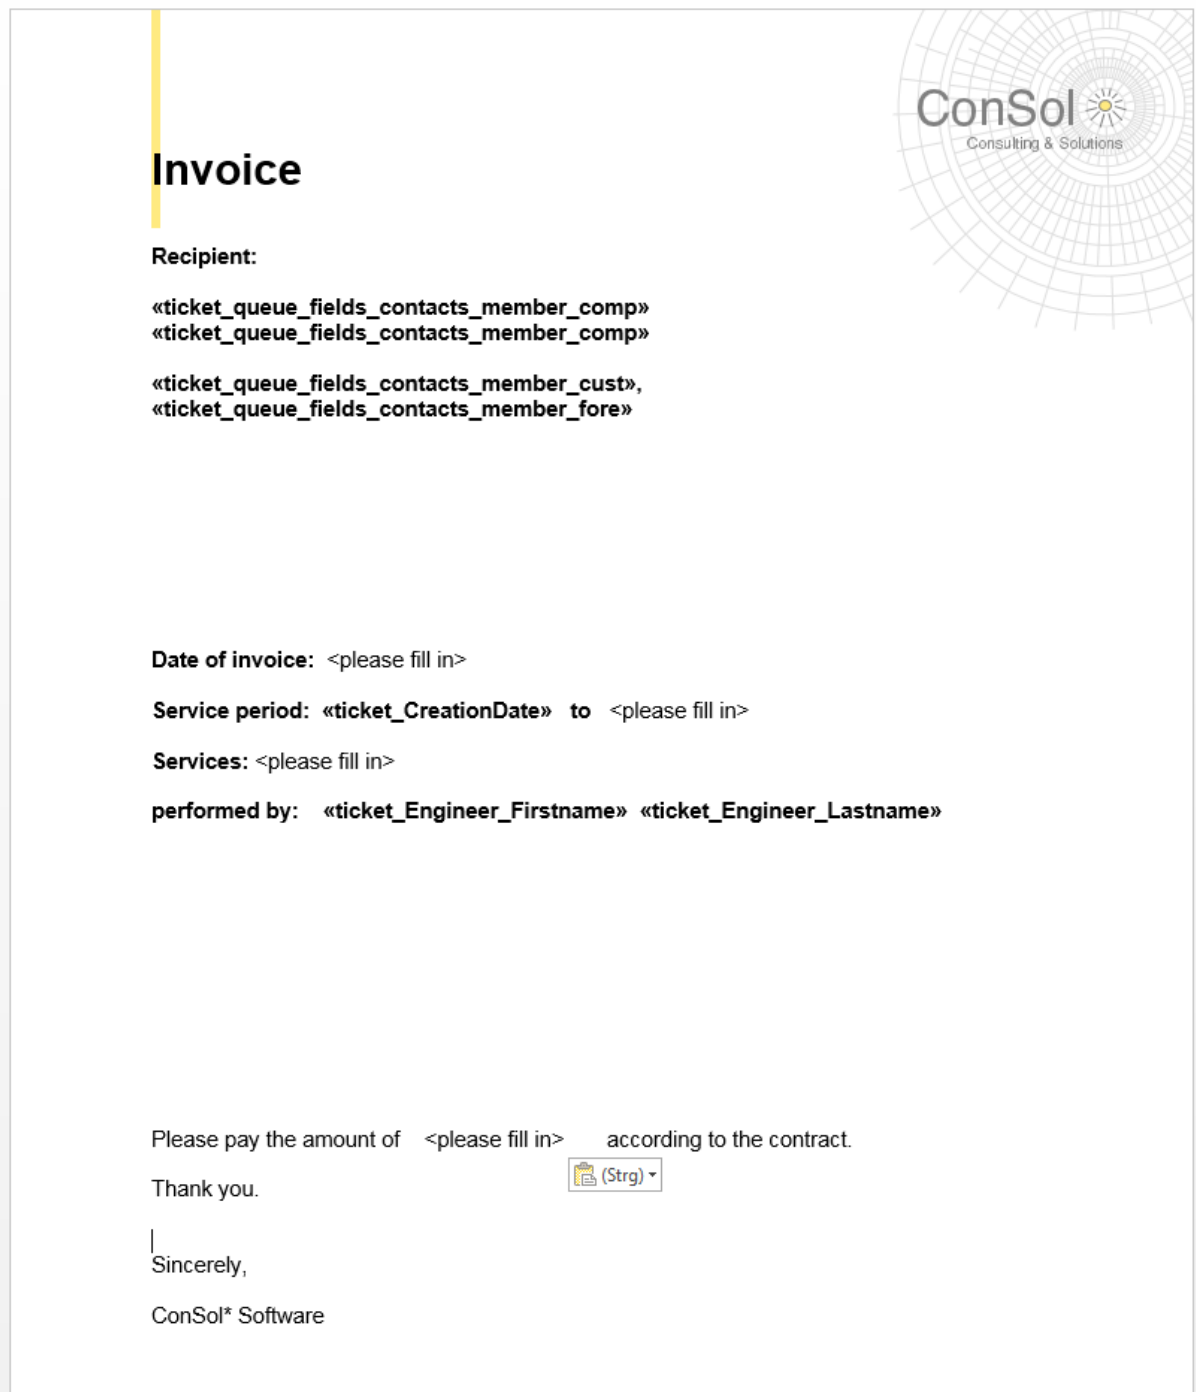 ConSol
Consulting & Solutions
Invoice
Recipient:
«ticket_queue_fields_contacts_member_comp»
«ticket_queue_fields_contacts_member_comp»
«ticket_queue_fields_contacts_member_cust»,
«ticket_queue_fields_contacts_member_fore»
Date of invoice: <please fill in>
Service period: «ticket_CreationDate» to <please fill in>
Services: <please fill in>
performed by: «ticket_Engineer_Firstname» «ticket_Engineer_Lastname»
Please pay the amount of <please fill in> according to the contract.
(Strg)
Thank you.
Sincerely,
ConSol* Software